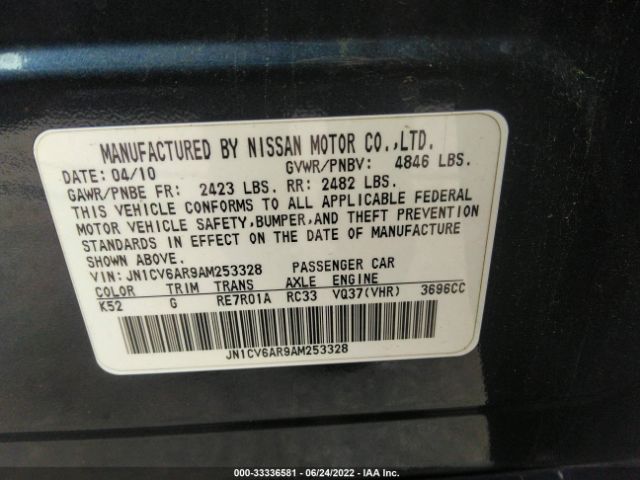 MANUFACTURED BY NISSAN MOTOR CO.,LTD.
DATE: 04/10 GVWR/PNBV: 4846 LBS.
GAWR/PNBE FR: 2423 LBS. RR: 2482 LBS.
THIS VEHICLE CONFORMS TO ALL APPLICABLE FEDERAL
MOTOR VEHICLE SAFETY,BUMPER,AND THEFT PREVENTION
STANDARDS IN EFFECT ON THE DATE OF MANUFACTURE
SHOWN ABOVE.
VIN: JN1CV6AR9AM253328 PASSENGER CAR
COLOR TRIM TRANS AXLE ENGINE
K52 G RE7R01A RC33 VQ37(VHR) 3696CC
JN1CV6AR9AM253328
000-33336581 - 06/24/2022 - IAA Inc.